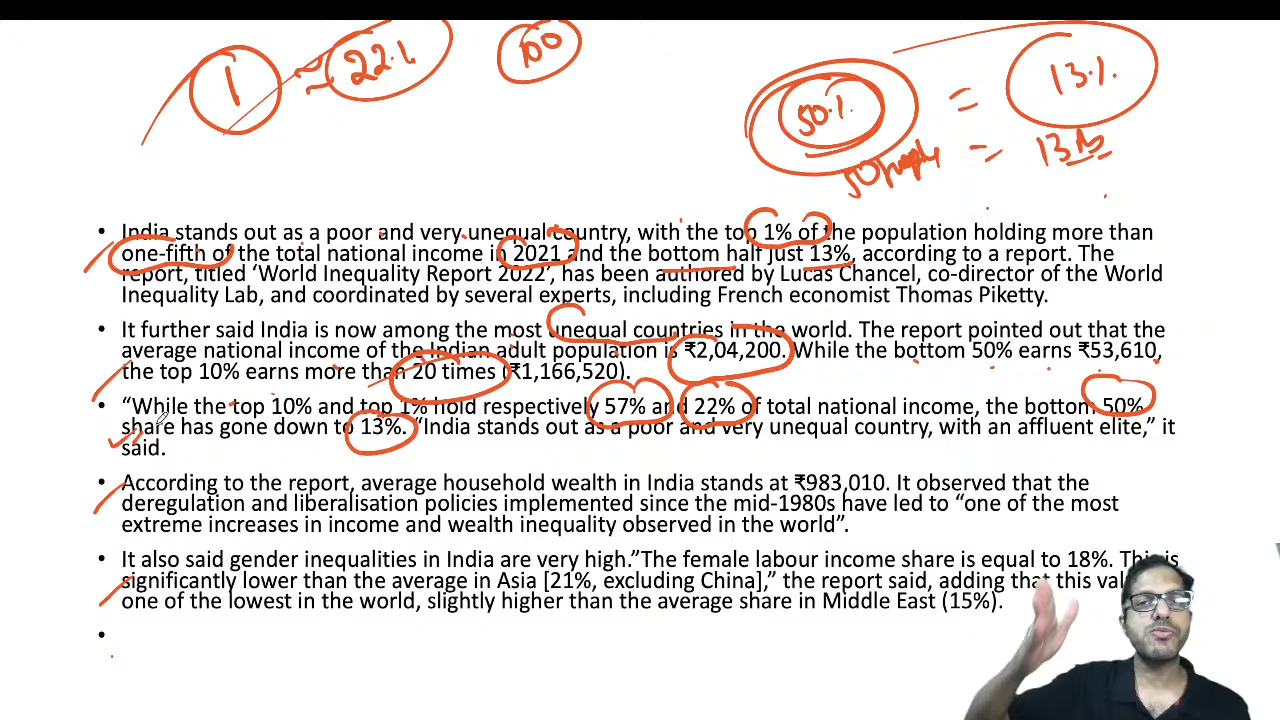 1 ≈ 22%
100
50% = 13%
50 people = 13 Rs
• India stands out as a poor and very unequal country, with the top 1% of the population holding more than
one-fifth of the total national income in 2021 and the bottom half just 13%, according to a report. The
report, titled ‘World Inequality Report 2022’, has been authored by Lucas Chancel, co-director of the World
Inequality Lab, and coordinated by several experts, including French economist Thomas Piketty.
• It further said India is now among the most unequal countries in the world. The report pointed out that the
average national income of the Indian adult population is ₹2,04,200. While the bottom 50% earns ₹53,610,
the top 10% earns more than 20 times (₹1,166,520).
• “While the top 10% and top 1% hold respectively 57% and 22% of total national income, the bottom 50%
share has gone down to 13%. “India stands out as a poor and very unequal country, with an affluent elite,” it
said.
• According to the report, average household wealth in India stands at ₹983,010. It observed that the
deregulation and liberalisation policies implemented since the mid-1980s have led to “one of the most
extreme increases in income and wealth inequality observed in the world”.
• It also said gender inequalities in India are very high.”The female labour income share is equal to 18%. This is
significantly lower than the average in Asia [21%, excluding China],” the report said, adding that this
one of the lowest in the world, slightly higher than the average share in Middle East (15%).
•